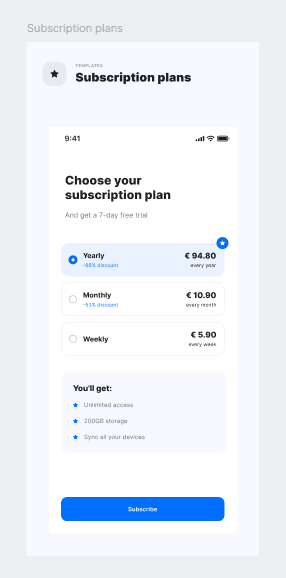 Subscription plans
TEMPLATES
Subscription plans
9:41
Choose your
subscription plan
And get a 7-day free trial
Yearly
€ 94.80
-66% discount
every year
Monthly
€ 10.90
-53% discount
every month
Weekly
€ 5.90
every week
You'll get:
Unlimited access
200GB storage
Sync all your devices
Subscribe